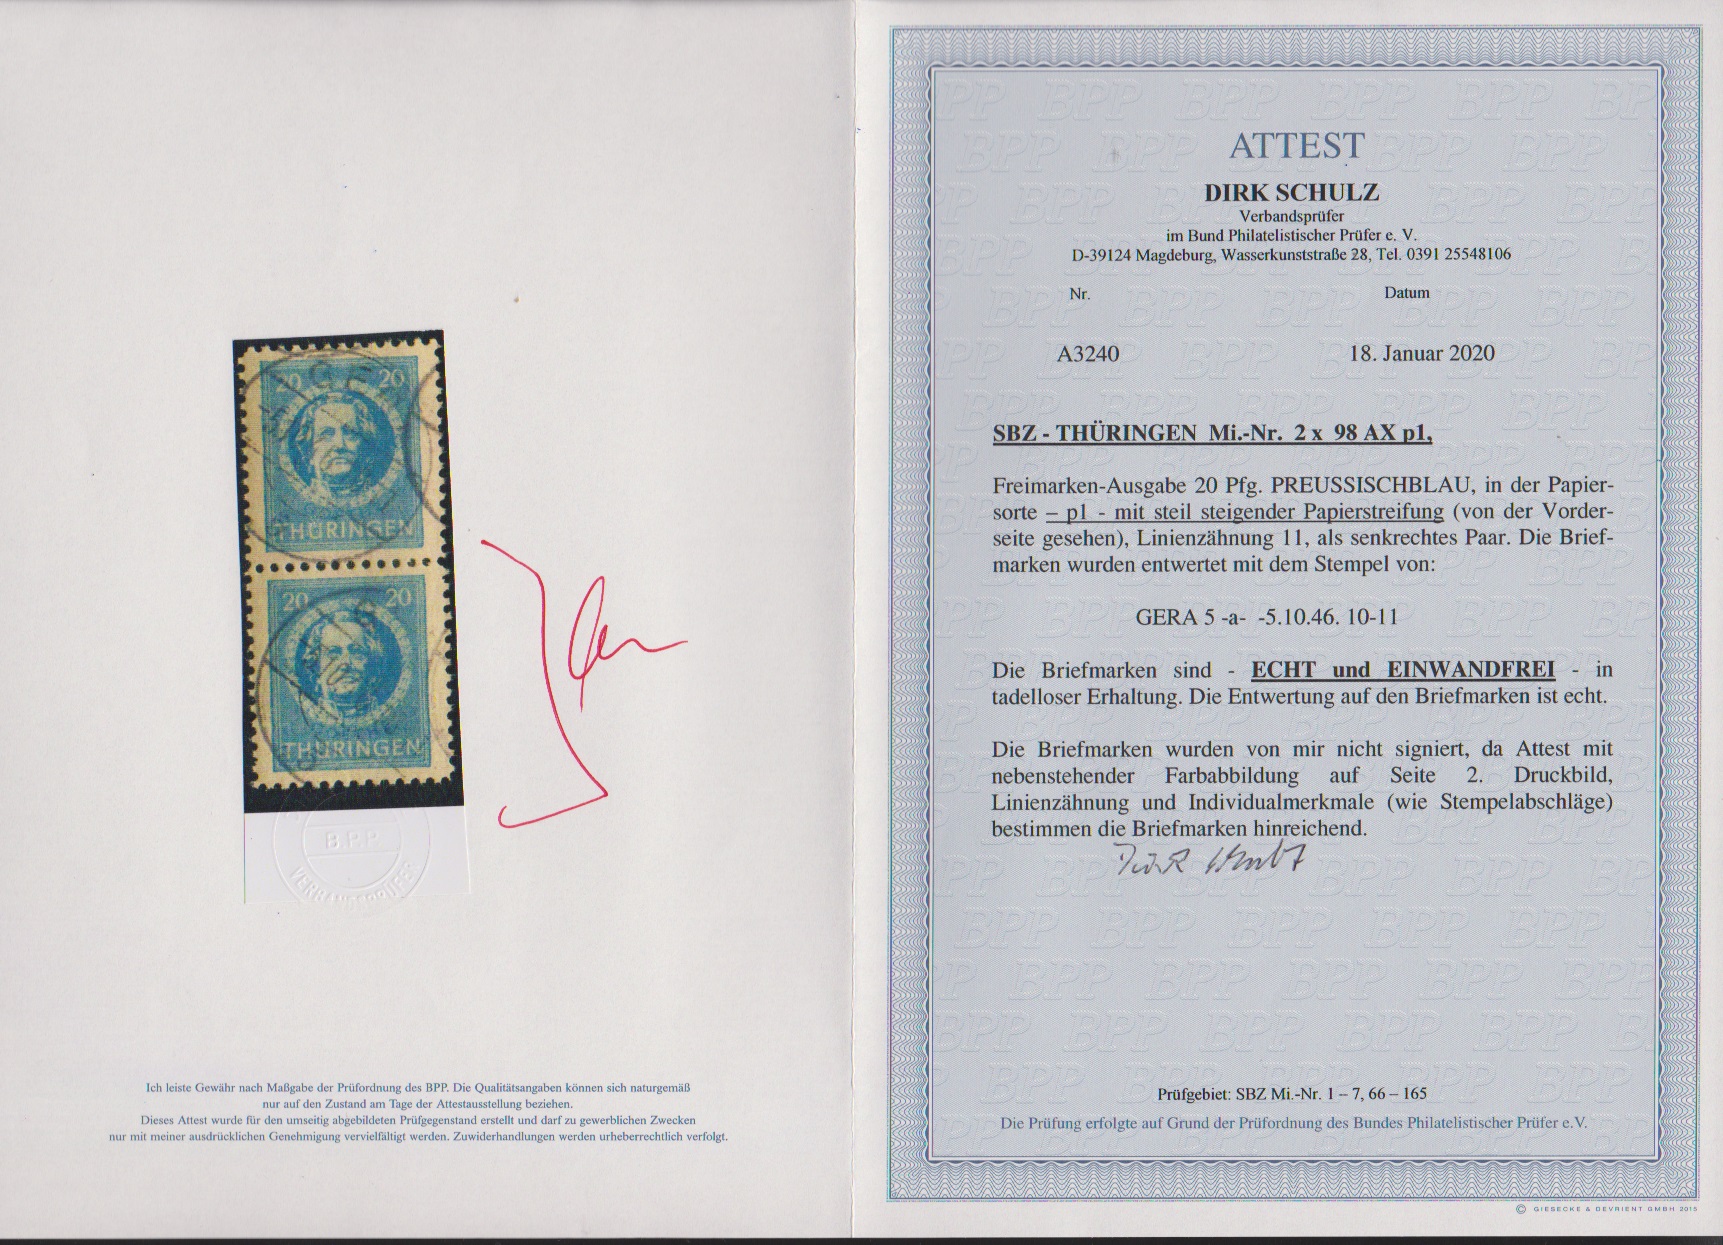 20 20
GERA
THÜRINGEN
20 20
THÜRINGEN
BPP
VERBANDSPRÜFER
Ich leiste Gewähr nach Maßgabe der Prüfordnung des BPP. Die Qualitätsangaben können sich naturgemäß
nur auf den Zustand am Tage der Attestausstellung beziehen.
Dieses Attest wurde für den umseitig abgebildeten Prüfgegenstand erstellt und darf zu gewerblichen Zwecken
nur mit meiner ausdrücklichen Genehmigung vervielfältigt werden. Zuwiderhandlungen werden urheberrechtlich verfolgt.
ATTEST
DIRK SCHULZ
Verbandsprüfer
im Bund Philatelistischer Prüfer e. V.
D-39124 Magdeburg, Wasserkunststraße 28, Tel. 0391 25548106
Nr. Datum
A3240 18. Januar 2020
SBZ - THÜRINGEN Mi.-Nr. 2 x 98 AX p1,
Freimarken-Ausgabe 20 Pfg. PREUSSISCHBLAU, in der Papier-
sorte – p1 - mit steil steigender Papierstreifung (von der Vorder-
seite gesehen), Linienzähnung 11, als senkrechtes Paar. Die Brief-
marken wurden entwertet mit dem Stempel von:
GERA 5 -a- -5.10.46. 10-11
Die Briefmarken sind - ECHT und EINWANDFREI - in
tadelloser Erhaltung. Die Entwertung auf den Briefmarken ist echt.
Die Briefmarken wurden von mir nicht signiert, da Attest mit
nebenstehender Farbabbildung auf Seite 2. Druckbild,
Linienzähnung und Individualmerkmale (wie Stempelabschläge)
bestimmen die Briefmarken hinreichend.
Dirk Schulz
Prüfgebiet: SBZ Mi.-Nr. 1 – 7, 66 – 165
Die Prüfung erfolgte auf Grund der Prüfordnung des Bundes Philatelistischer Prüfer e.V.
© GIESECKE & DEVRIENT GMBH 2015